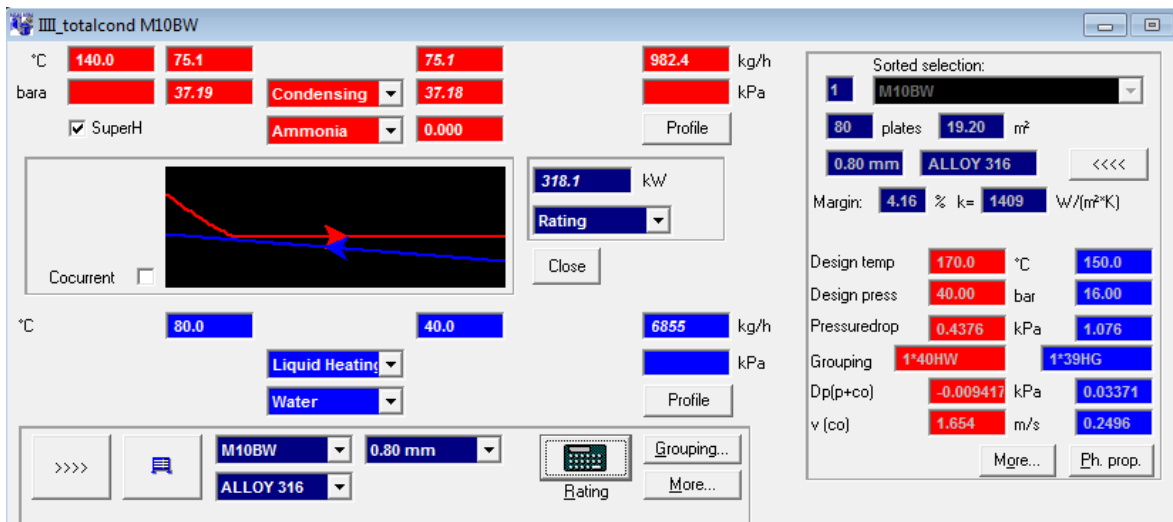 IIII_totalcond M10BW
°C 140.0 75.1 75.1 982.4 kg/h
bara 37.19 Condensing 37.18 kPa
SuperH Ammonia 0.000 Profile
318.1 kW
Rating
Cocurrent
Close
°C 80.0 40.0 6855 kg/h
Liquid Heating kPa
Water Profile
>>>> M10BW 0.80 mm Grouping...
ALLOY 316 Rating More...
Sorted selection:
1 M10BW
80 plates 19.20 m²
0.80 mm ALLOY 316 <<<<
Margin: 4.16 % k= 1409 W/(m²*K)
Design temp 170.0 °C 150.0
Design press 40.00 bar 16.00
Pressuredrop 0.4376 kPa 1.076
Grouping 1*40HW 1*39HG
Dp(p+co) -0.009417 kPa 0.03371
v (co) 1.654 m/s 0.2496
More... Ph. prop.